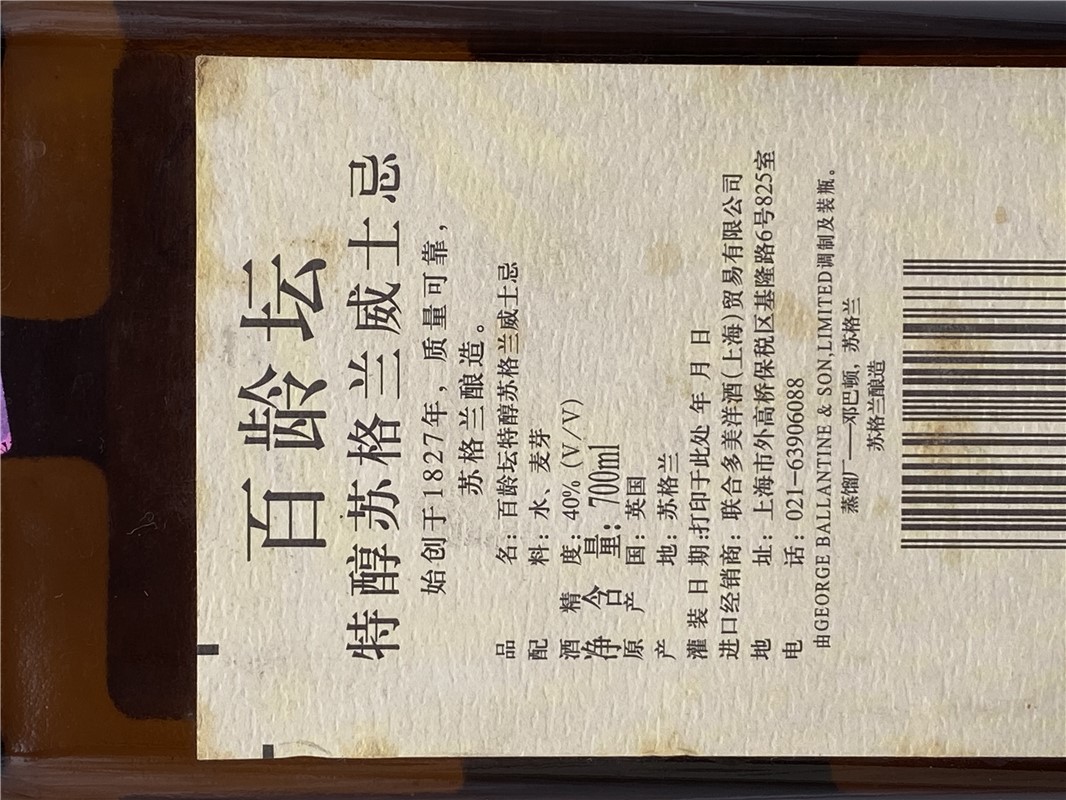 百龄坛
特醇苏格兰威士忌
始创于1827年，质量可靠，
苏格兰酿造。
品名：百龄坛特醇苏格兰威士忌
配料：水、麦芽
酒精度：40% (V/V)
净含量：700ml
原产国：英国
产地：苏格兰
灌装日期：打印于此处 年 月 日
进口经销商：联合多美洋酒(上海)贸易有限公司
地址：上海市外高桥保税区基隆路6号825室
电话：021-63906088
由GEORGE BALLANTINE & SON,LIMITED调制及装瓶。
蒸馏厂——邓巴顿，苏格兰
苏格兰酿造